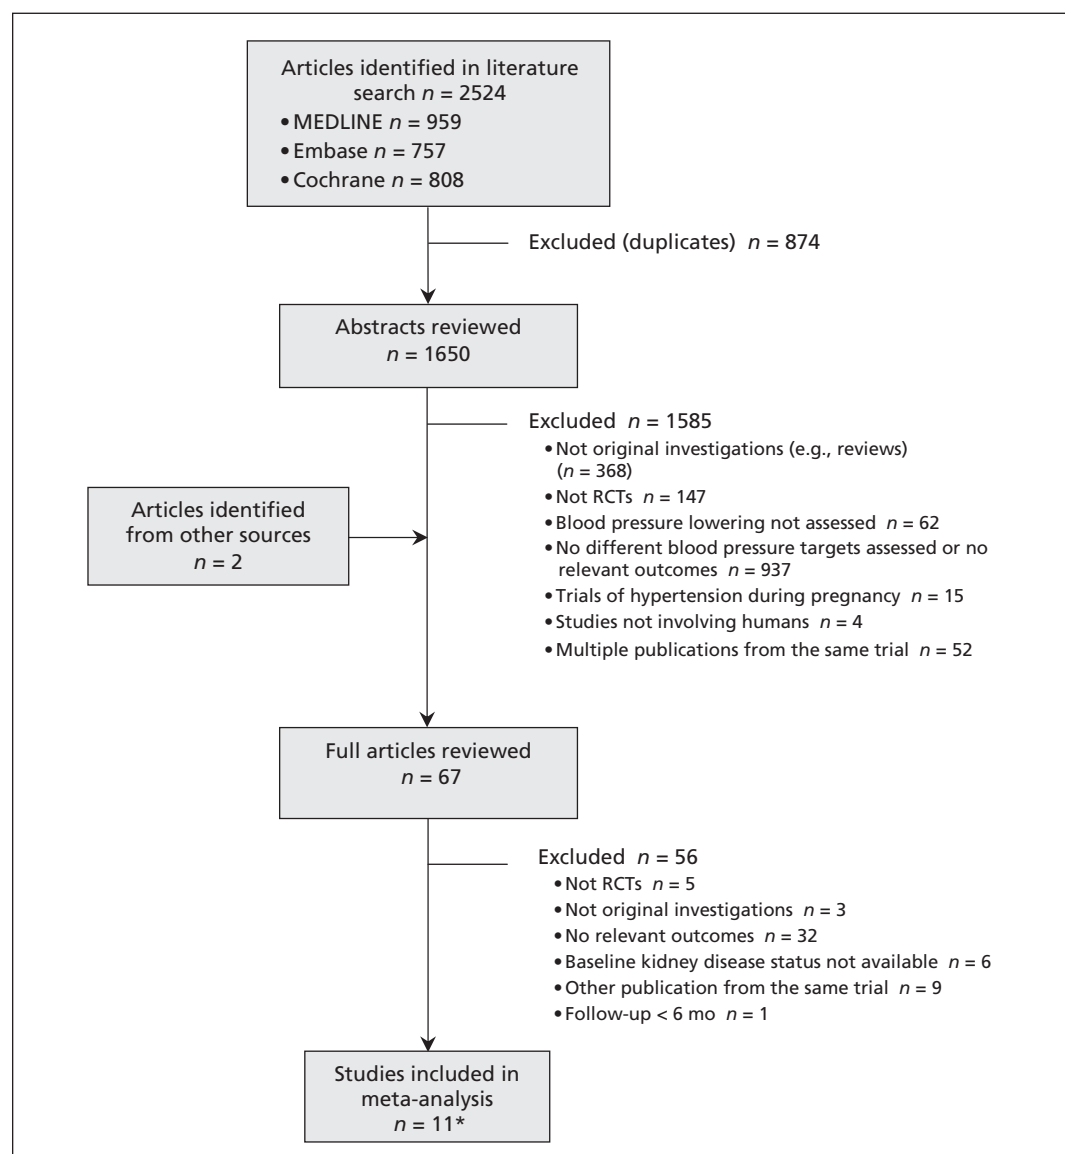 Articles identified in literature
search n = 2524
• MEDLINE n = 959
• Embase n = 757
• Cochrane n = 808
Excluded (duplicates) n = 874
Abstracts reviewed
n = 1650
Excluded n = 1585
• Not original investigations (e.g., reviews)
(n = 368)
• Not RCTs n = 147
• Blood pressure lowering not assessed n = 62
• No different blood pressure targets assessed or no
relevant outcomes n = 937
• Trials of hypertension during pregnancy n = 15
• Studies not involving humans n = 4
• Multiple publications from the same trial n = 52
Articles identified
from other sources
n = 2
Full articles reviewed
n = 67
Excluded n = 56
• Not RCTs n = 5
• Not original investigations n = 3
• No relevant outcomes n = 32
• Baseline kidney disease status not available n = 6
• Other publication from the same trial n = 9
• Follow-up < 6 mo n = 1
Studies included in
meta-analysis
n = 11*